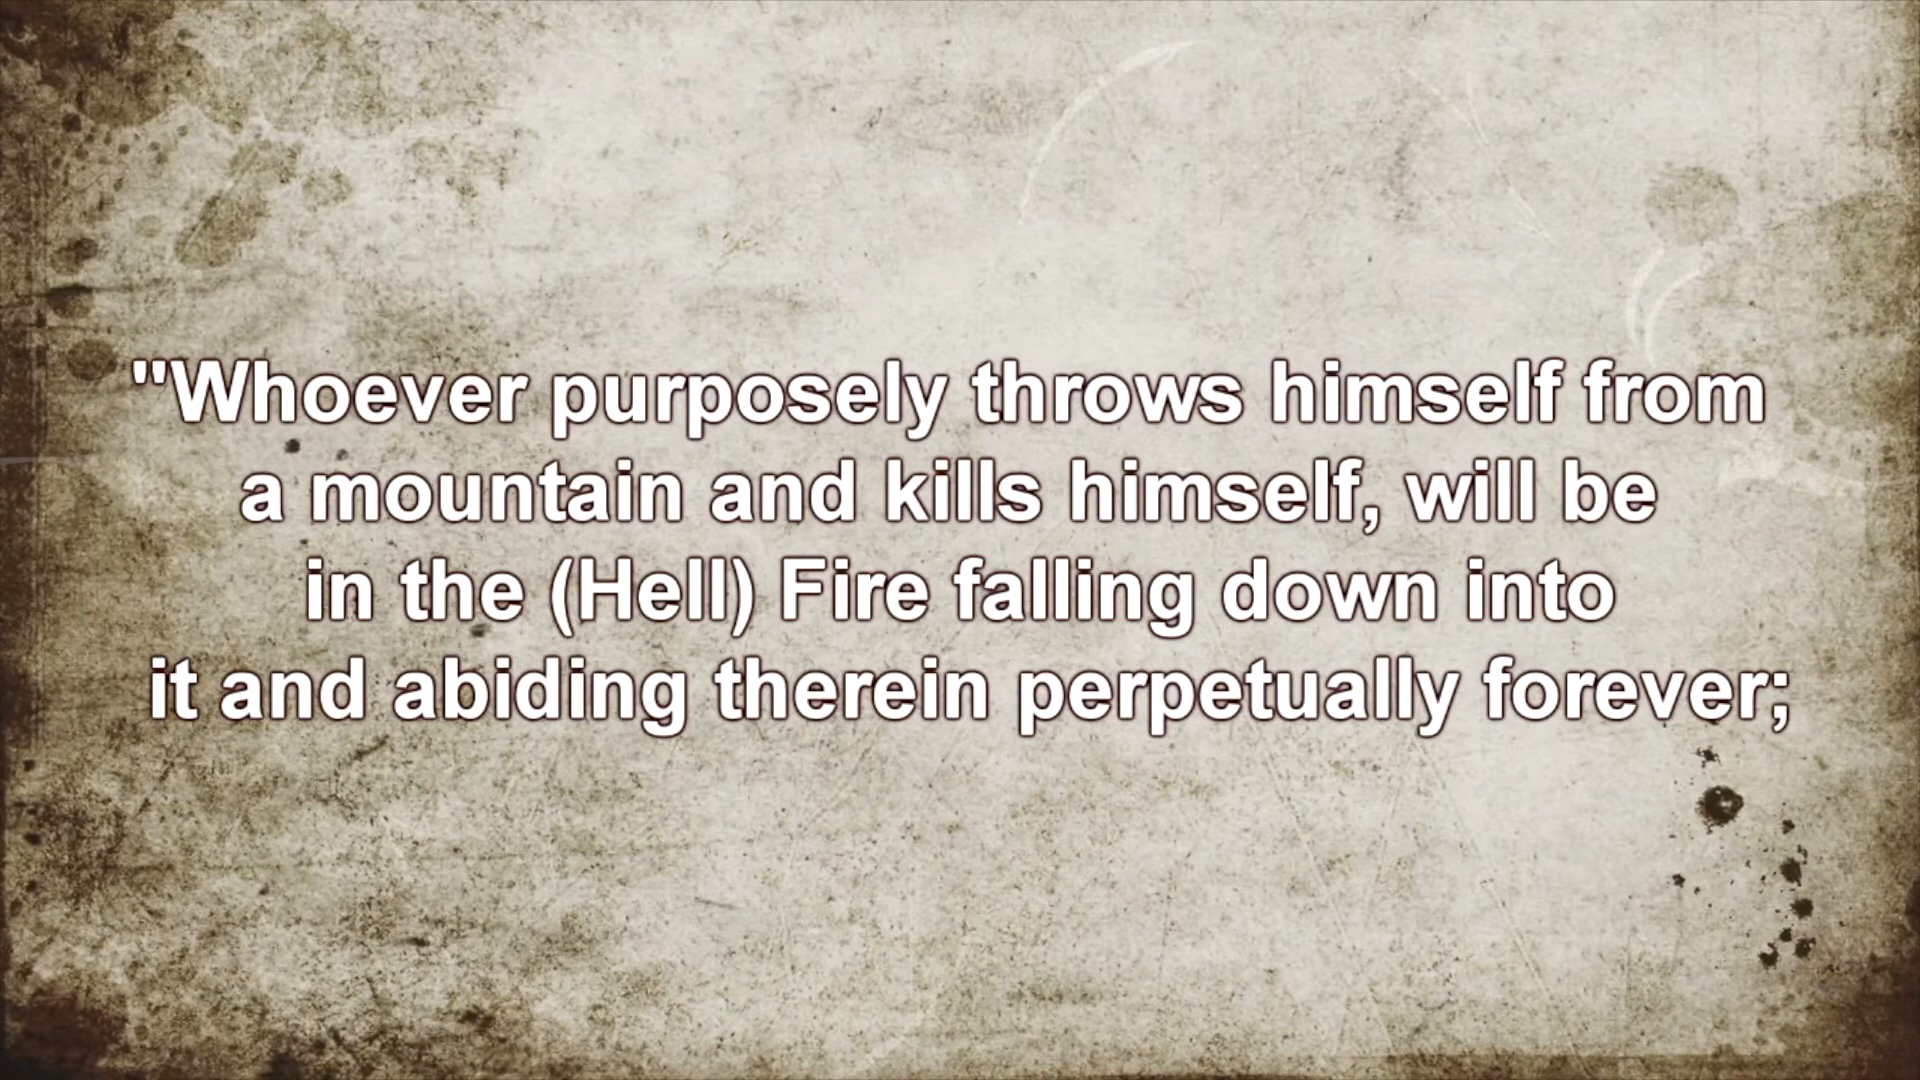 "Whoever purposely throws himself from
a mountain and kills himself, will be
in the (Hell) Fire falling down into
it and abiding therein perpetually forever;